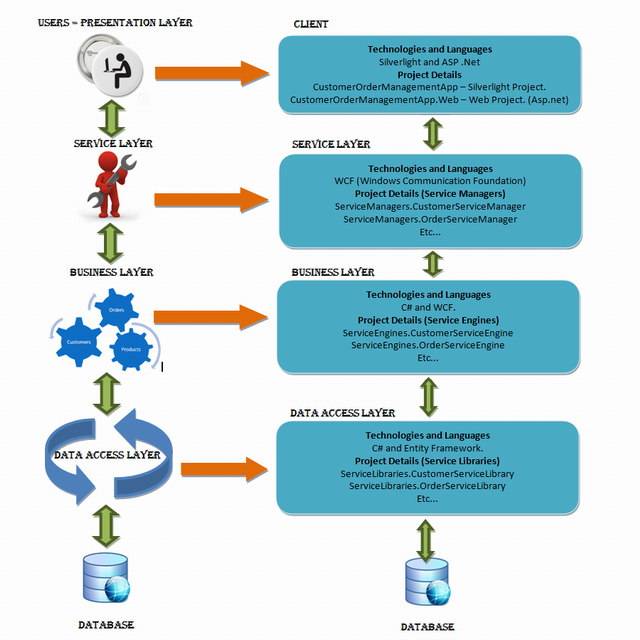 USERS – PRESENTATION LAYER
CLIENT
Technologies and Languages
Silverlight and ASP .Net
Project Details
CustomerOrderManagementApp – Silverlight Project.
CustomerOrderManagementApp.Web – Web Project. (Asp.net)
SERVICE LAYER
SERVICE LAYER
Technologies and Languages
WCF (Windows Communication Foundation)
Project Details (Service Managers)
ServiceManagers.CustomerServiceManager
ServiceManagers.OrderServiceManager
Etc...
BUSINESS LAYER
Orders
Customers
Products
BUSINESS LAYER
Technologies and Languages
C# and WCF.
Project Details (Service Engines)
ServiceEngines.CustomerServiceEngine
ServiceEngines.OrderServiceEngine
Etc...
DATA ACCESS LAYER
DATA ACCESS LAYER
Technologies and Languages
C# and Entity Framework.
Project Details (Service Libraries)
ServiceLibraries.CustomerServiceLibrary
ServiceLibraries.OrderServiceLibrary
Etc...
DATABASE
DATABASE